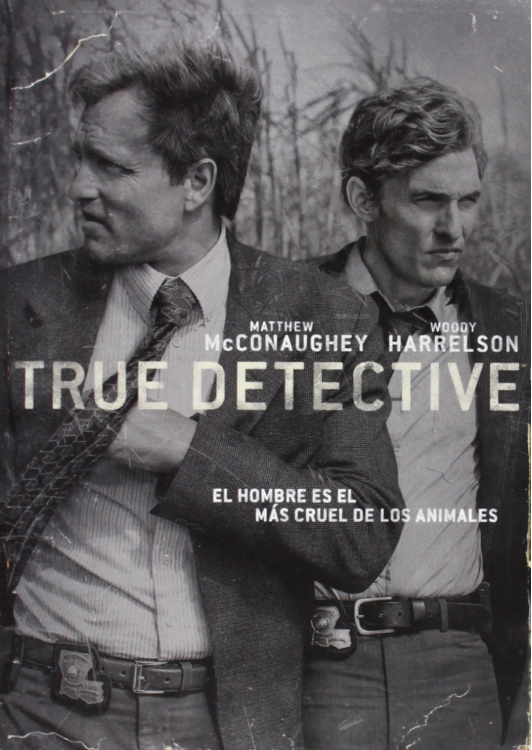 MATTHEW WOODY
McCONAUGHEY HARRELSON
TRUE DETECTIVE
EL HOMBRE ES EL
MÁS CRUEL DE LOS ANIMALES